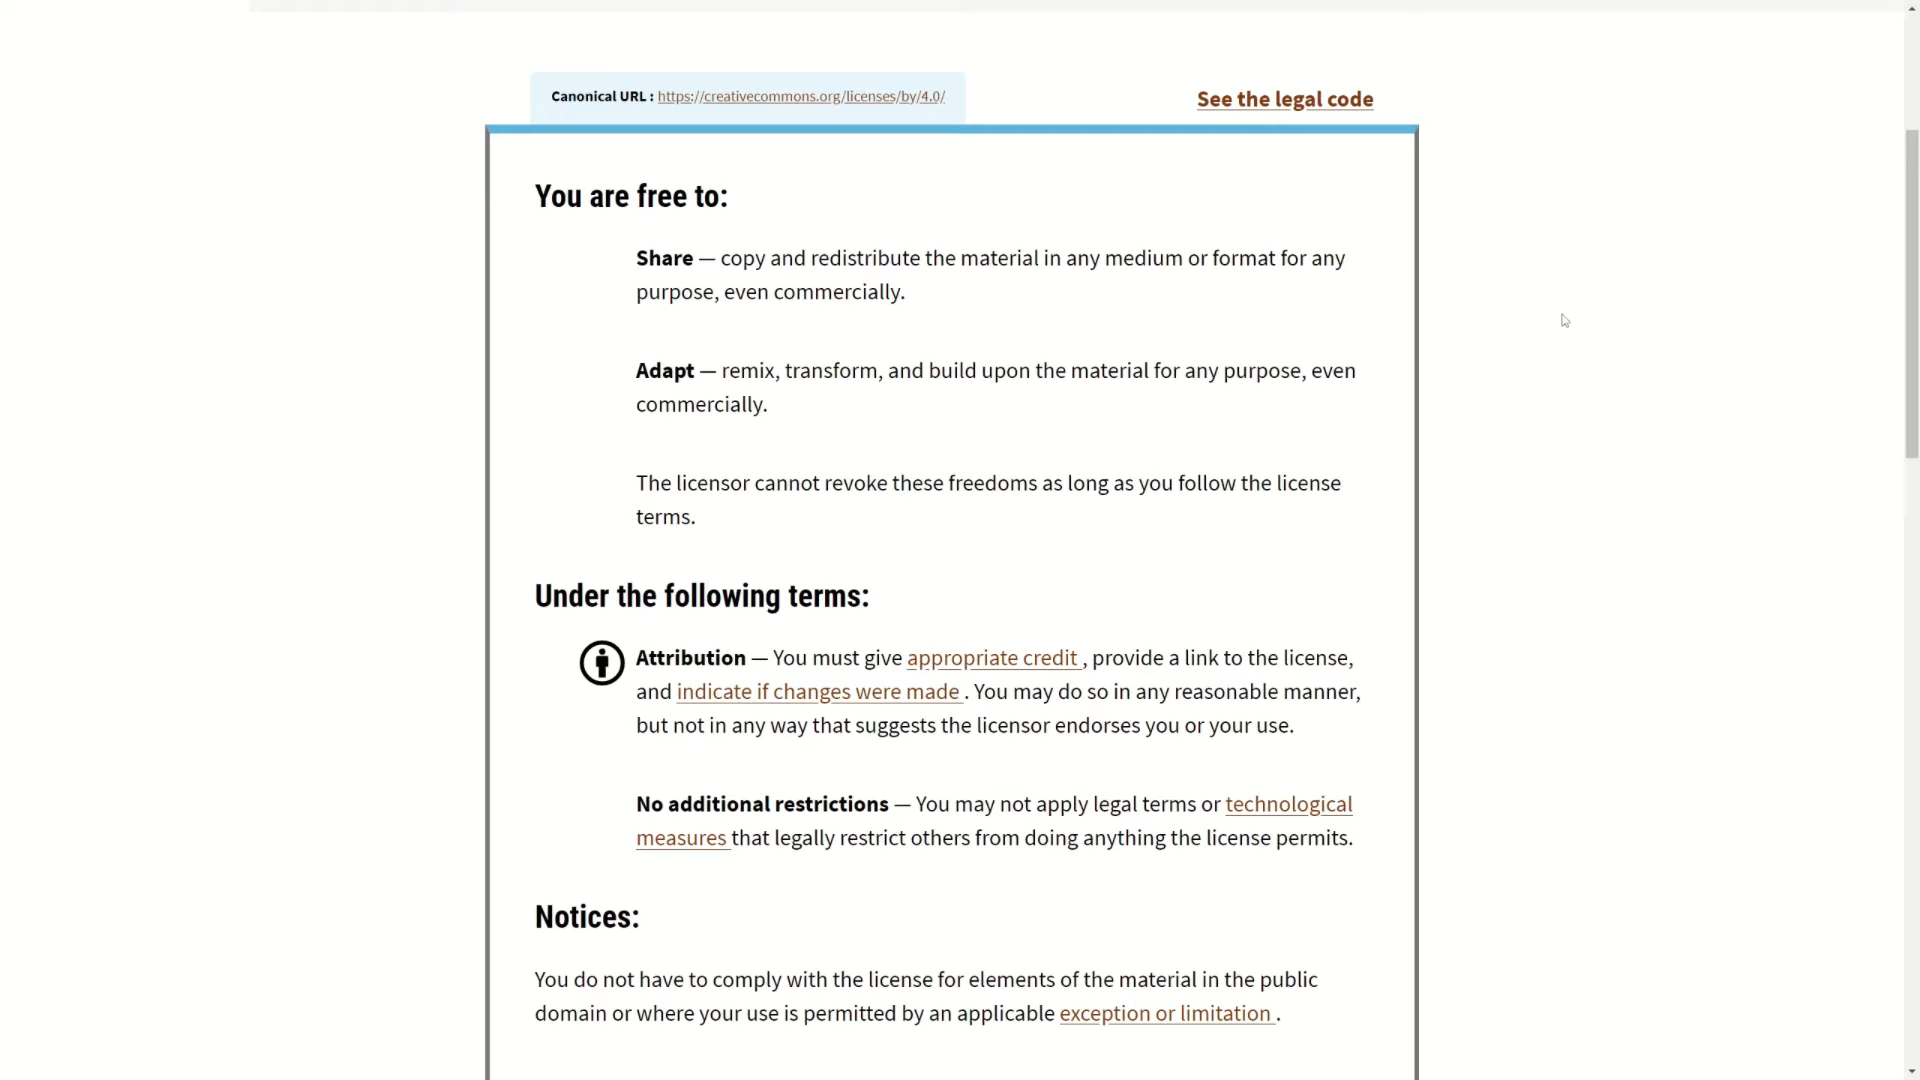 Canonical URL : https://creativecommons.org/licenses/by/4.0/
See the legal code
You are free to:
Share — copy and redistribute the material in any medium or format for any
purpose, even commercially.
Adapt — remix, transform, and build upon the material for any purpose, even
commercially.
The licensor cannot revoke these freedoms as long as you follow the license
terms.
Under the following terms:
Attribution — You must give appropriate credit , provide a link to the license,
and indicate if changes were made . You may do so in any reasonable manner,
but not in any way that suggests the licensor endorses you or your use.
No additional restrictions — You may not apply legal terms or technological
measures that legally restrict others from doing anything the license permits.
Notices:
You do not have to comply with the license for elements of the material in the public
domain or where your use is permitted by an applicable exception or limitation .